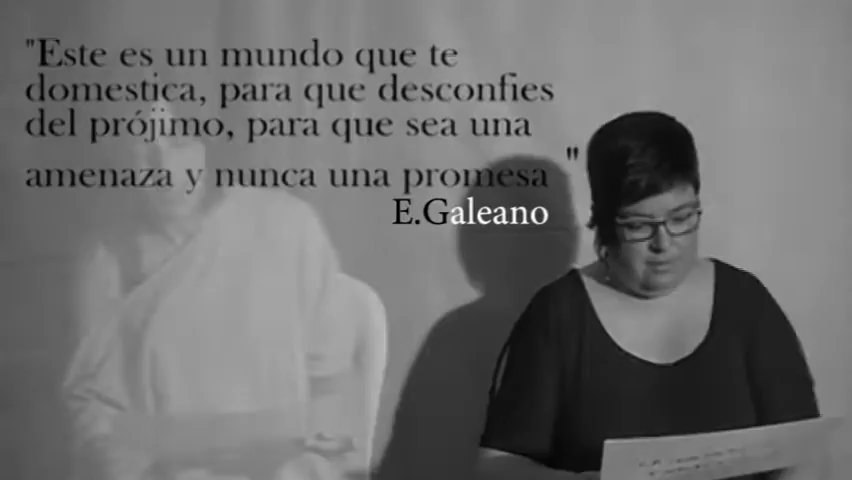 "Este es un mundo que te
domestica, para que desconfies
del prójimo, para que sea una
amenaza y nunca una promesa "
E.Galeano